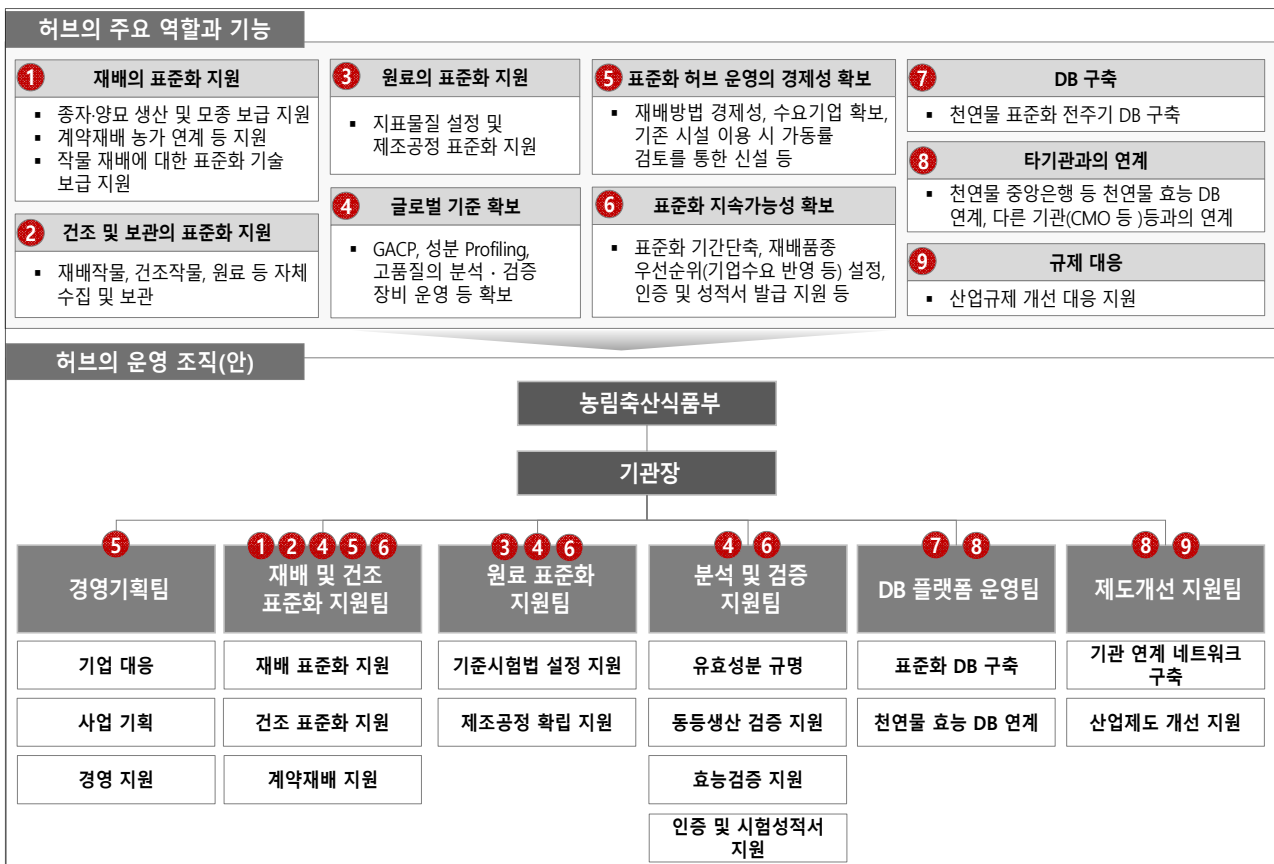 허브의 주요 역할과 기능
1 재배의 표준화 지원
▪ 종자·양묘 생산 및 모종 보급 지원
▪ 계약재배 농가 연계 등 지원
▪ 작물 재배에 대한 표준화 기술
보급 지원
2 건조 및 보관의 표준화 지원
▪ 재배작물, 건조작물, 원료 등 자체
수집 및 보관
3 원료의 표준화 지원
▪ 지표물질 설정 및
제조공정 표준화 지원
4 글로벌 기준 확보
▪ GACP, 성분 Profiling,
고품질의 분석 · 검증
장비 운영 등 확보
5 표준화 허브 운영의 경제성 확보
▪ 재배방법 경제성, 수요기업 확보,
기존 시설 이용 시 가동률
검토를 통한 신설 등
6 표준화 지속가능성 확보
▪ 표준화 기간단축, 재배품종
우선순위(기업수요 반영 등) 설정,
인증 및 성적서 발급 지원 등
7 DB 구축
▪ 천연물 표준화 전주기 DB 구축
8 타기관과의 연계
▪ 천연물 중앙은행 등 천연물 효능 DB
연계, 다른 기관(CMO 등 )등과의 연계
9 규제 대응
▪ 산업규제 개선 대응 지원
허브의 운영 조직(안)
농림축산식품부
기관장
5
경영기획팀
기업 대응
사업 기획
경영 지원
1 2 4 5 6
재배 및 건조
표준화 지원팀
재배 표준화 지원
건조 표준화 지원
계약재배 지원
3 4 6
원료 표준화
지원팀
기준시험법 설정 지원
제조공정 확립 지원
4 6
분석 및 검증
지원팀
유효성분 규명
동등생산 검증 지원
효능검증 지원
인증 및 시험성적서
지원
7 8
DB 플랫폼 운영팀
표준화 DB 구축
천연물 효능 DB 연계
8 9
제도개선 지원팀
기관 연계 네트워크
구축
산업제도 개선 지원